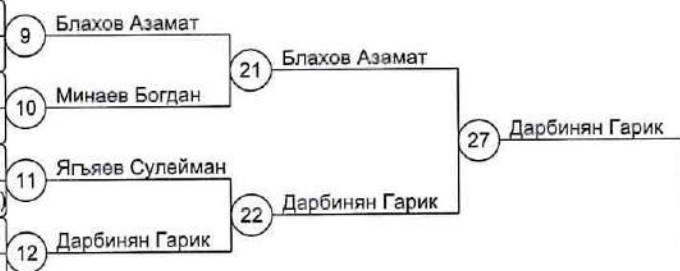 9 Блахов Азамат
21 Блахов Азамат
10 Минаев Богдан
27 Дарбинян Гарик
11 Ягъяев Сулейман
22 Дарбинян Гарик
12 Дарбинян Гарик